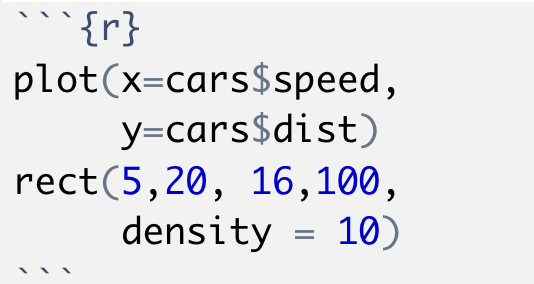 ```{r}
plot(x=cars$speed,
     y=cars$dist)
rect(5,20, 16,100,
     density = 10)
```